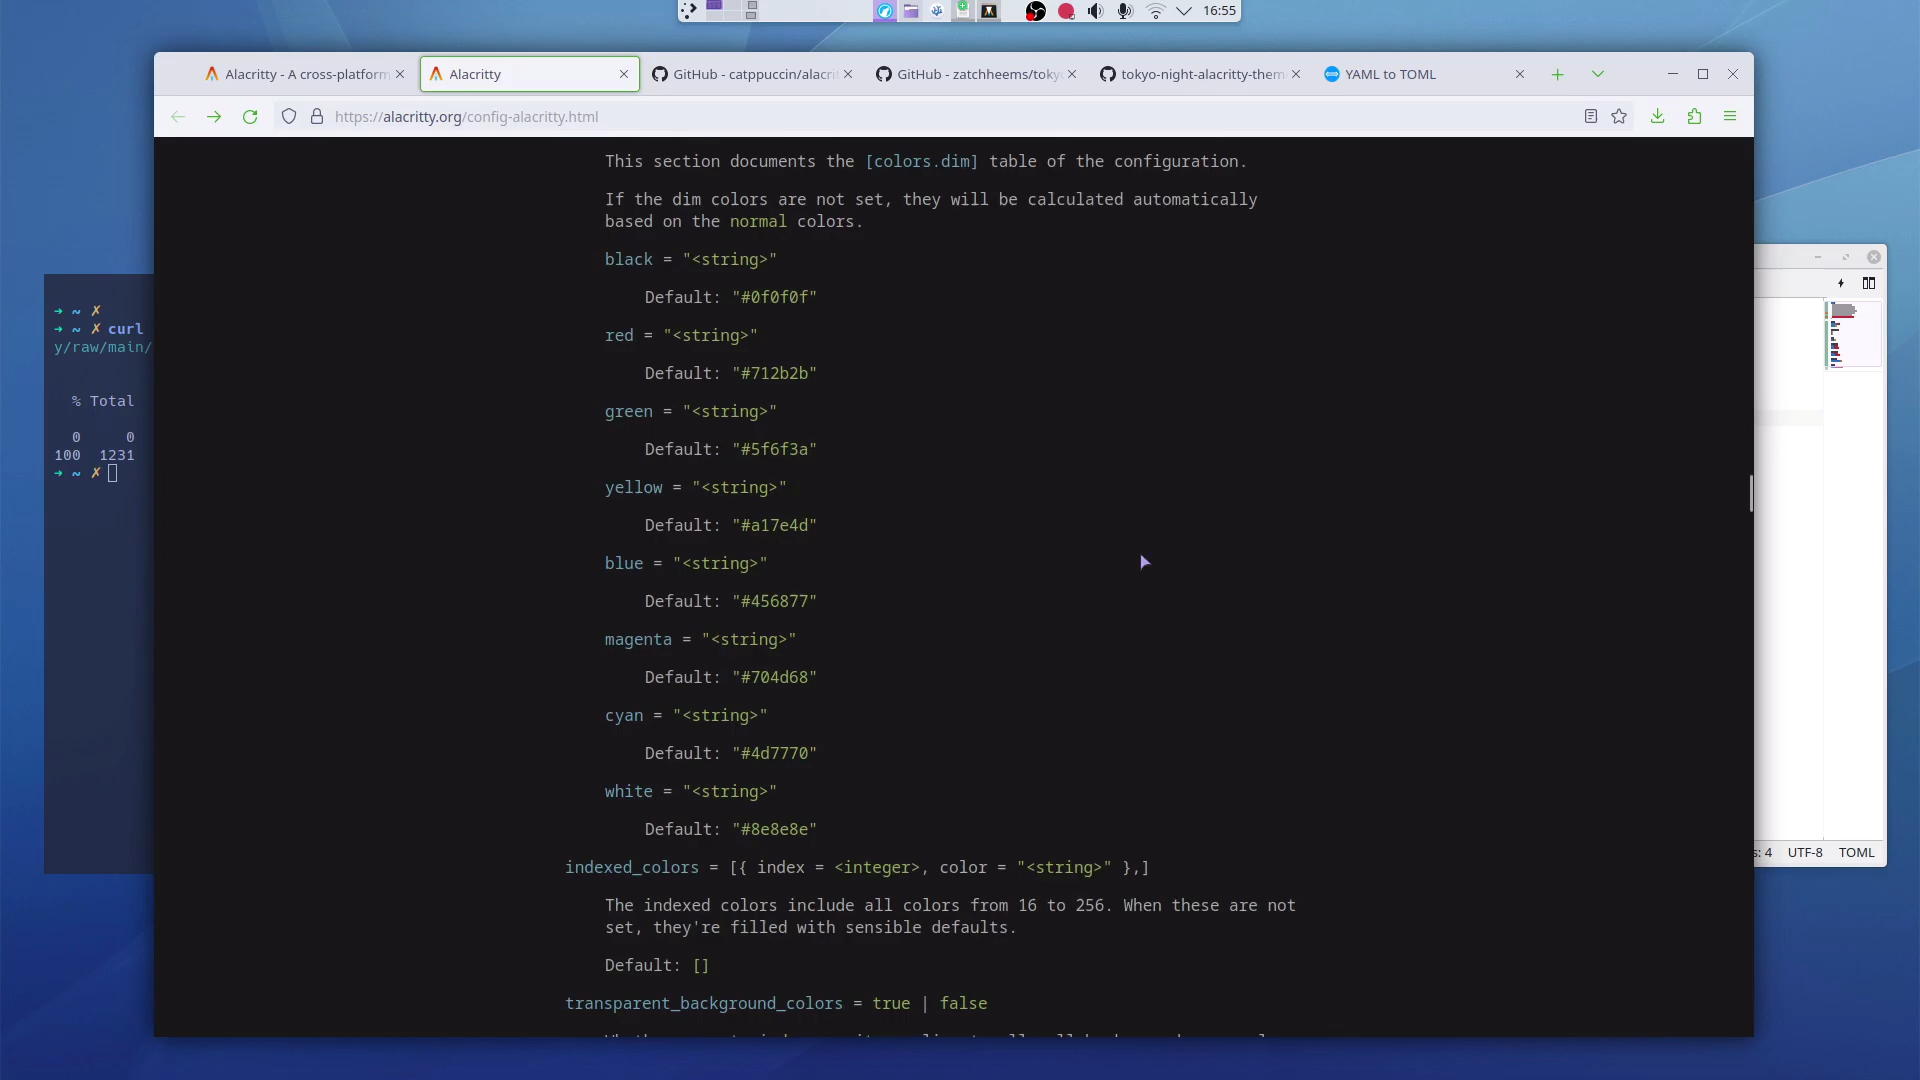 16:55
Alacritty - A cross-platform
Alacritty
GitHub - catppuccin/alacrit
GitHub - zatchheems/tokyo
tokyo-night-alacritty-them
YAML to TOML
https://alacritty.org/config-alacritty.html
This section documents the [colors.dim] table of the configuration.
If the dim colors are not set, they will be calculated automatically
based on the normal colors.
black = "<string>"
Default: "#0f0f0f"
red = "<string>"
Default: "#712b2b"
green = "<string>"
Default: "#5f6f3a"
yellow = "<string>"
Default: "#a17e4d"
blue = "<string>"
Default: "#456877"
magenta = "<string>"
Default: "#704d68"
cyan = "<string>"
Default: "#4d7770"
white = "<string>"
Default: "#8e8e8e"
indexed_colors = [{ index = <integer>, color = "<string>" },]
The indexed colors include all colors from 16 to 256. When these are not
set, they're filled with sensible defaults.
Default: []
transparent_background_colors = true | false
➜ ~ ✗
➜ ~ ✗ curl
y/raw/main/
% Total
0 0
100 1231
➜ ~ ✗
s: 4 UTF-8 TOML